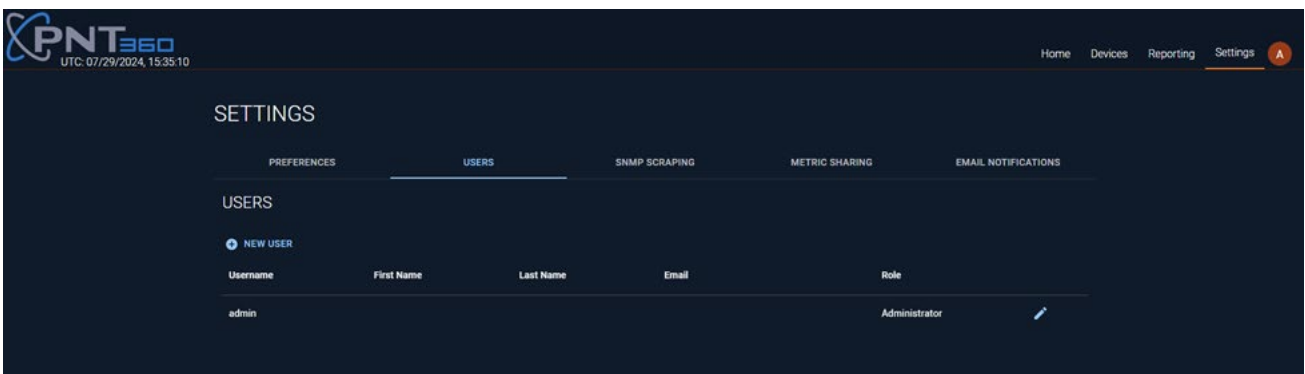 PNT360
UTC: 07/29/2024, 15:35:10
Home Devices Reporting Settings A
SETTINGS
PREFERENCES USERS SNMP SCRAPING METRIC SHARING EMAIL NOTIFICATIONS
USERS
NEW USER
Username First Name Last Name Email Role
admin Administrator